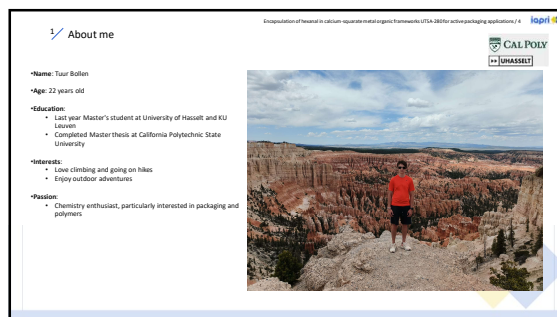 Encapsulation of hexanal in calcium-squarate metal organic frameworks UTSA-280 for active packaging applications / 4
iapri
1/ About me
CAL POLY
UHASSELT
•Name: Tuur Bollen
•Age: 22 years old
•Education:
• Last year Master's student at University of Hasselt and KU
Leuven
• Completed Master thesis at California Polytechnic State
University
•Interests:
• Love climbing and going on hikes
• Enjoy outdoor adventures
•Passion:
• Chemistry enthusiast, particularly interested in packaging and
polymers